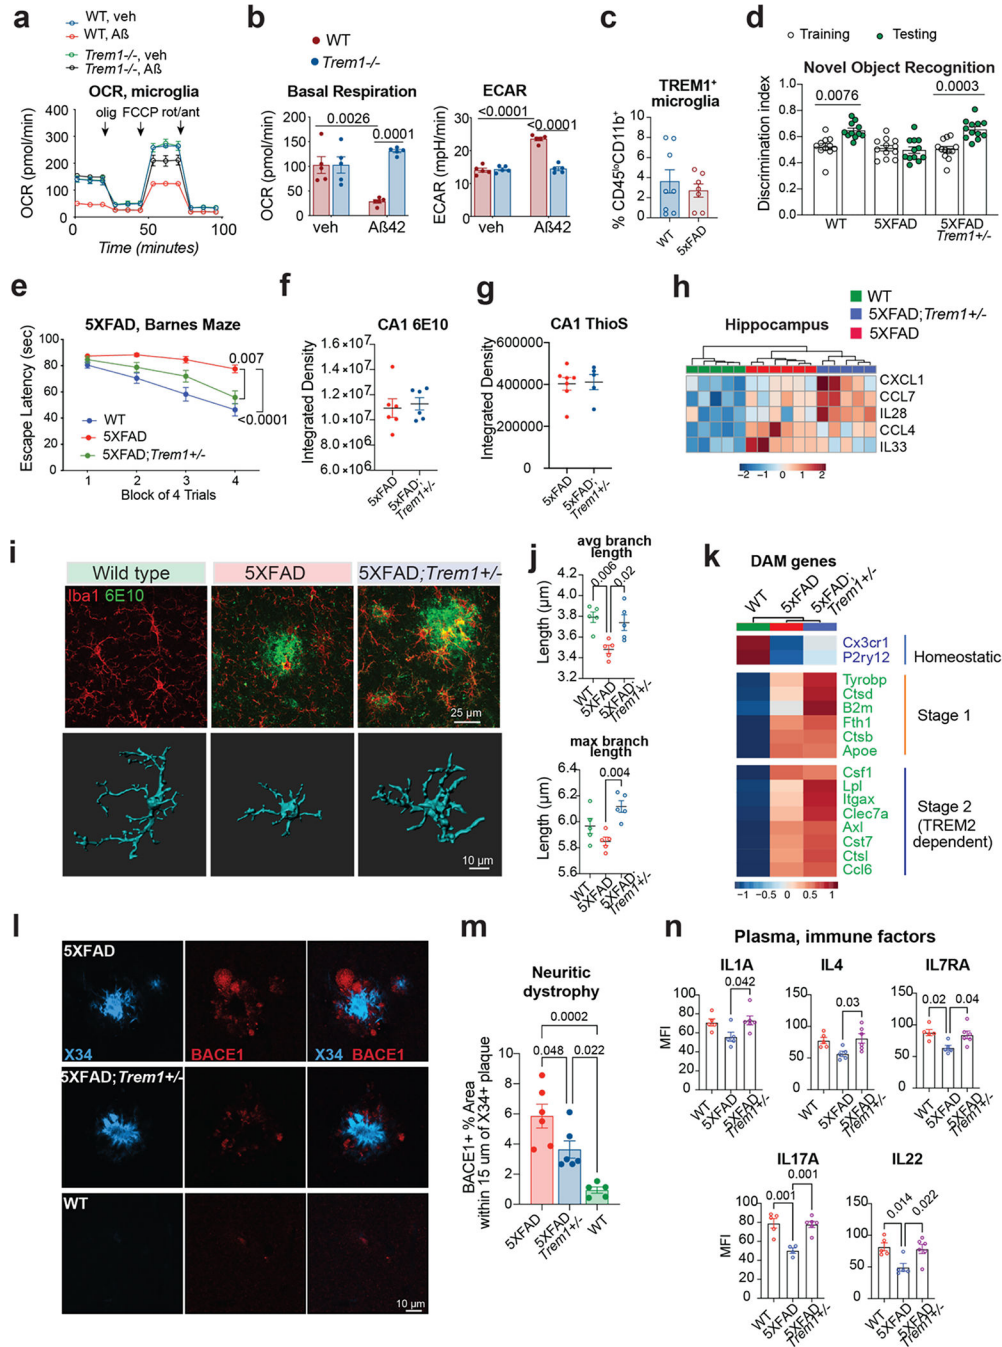 a
WT, veh
WT, Aß
Trem1-/-, veh
Trem1-/-, Aß
OCR, microglia
olig FCCP rot/ant
OCR (pmol/min)
400
300
200
100
0
0 50 100
Time (minutes)
b
WT
Trem1-/-
Basal Respiration
0.0026
0.0001
OCR (pmol/min)
200
150
100
50
0
veh Aß42
ECAR
<0.0001
<0.0001
ECAR (mpH/min)
30
20
10
0
veh Aß42
c
TREM1+
microglia
% CD45loCD11b+
10
8
6
4
2
0
WT
5xFAD
d
Training Testing
Novel Object Recognition
0.0076
0.0003
Discrimination index
1.0
0.8
0.6
0.4
0.2
0.0
WT 5XFAD 5XFAD
Trem1+/-
e
5XFAD, Barnes Maze
Escape Latency (sec)
100
80
60
40
20
0
0.007
<0.0001
WT
5XFAD
5XFAD;Trem1+/-
1 2 3 4
Block of 4 Trials
f
CA1 6E10
Integrated Density
1.6×10⁷
1.4×10⁷
1.2×10⁷
1.0×10⁷
8.0×10⁶
6.0×10⁶
5xFAD
5xFAD;
Trem1+/-
g
CA1 ThioS
Integrated Density
600000
400000
200000
0
5xFAD
5xFAD;
Trem1+/-
h
WT
5XFAD;Trem1+/-
5XFAD
Hippocampus
CXCL1
CCL7
IL28
CCL4
IL33
−2 −1 0 1 2
i
Wild type 5XFAD 5XFAD;Trem1+/-
Iba1 6E10
25 µm
10 µm
j
avg branch
length
0.006 0.02
Length (µm)
4.2
4.0
3.8
3.6
3.4
3.2
WT
5XFAD
5XFAD;
Trem1+/-
max branch
length
0.004
Length (µm)
6.4
6.2
6.0
5.8
5.6
WT
5XFAD
5XFAD;
Trem1+/-
k
DAM genes
WT
5xFAD
5xFAD;
Trem1+/-
Cx3cr1
P2ry12
Homeostatic
Tyrobp
Ctsd
B2m
Fth1
Ctsb
Apoe
Stage 1
Csf1
Lpl
Itgax
Clec7a
Axl
Cst7
Ctsl
Ccl6
Stage 2
(TREM2
dependent)
−1 −0.5 0 0.5 1
l
5XFAD
X34 BACE1 X34 BACE1
5XFAD;Trem1+/-
WT
10 µm
m
Neuritic
dystrophy
0.0002
0.048 0.022
BACE1+ % Area
within 15 um of X34+ plaque
10
8
6
4
2
0
5XFAD
5XFAD
Trem1+/-
WT
n
Plasma, immune factors
IL1A
0.042
MFI
100
80
60
40
20
0
WT
5XFAD
5XFAD
Trem1+/-
IL4
0.03
150
100
50
0
WT
5XFAD
5XFAD
Trem1+/-
IL7RA
0.02 0.04
150
100
50
0
WT
5XFAD
5XFAD
Trem1+/-
IL17A
0.001
0.001
MFI
100
80
60
40
20
0
WT
5XFAD
5XFAD
Trem1+/-
IL22
0.014 0.022
150
100
50
0
WT
5XFAD
5XFAD
Trem1+/-